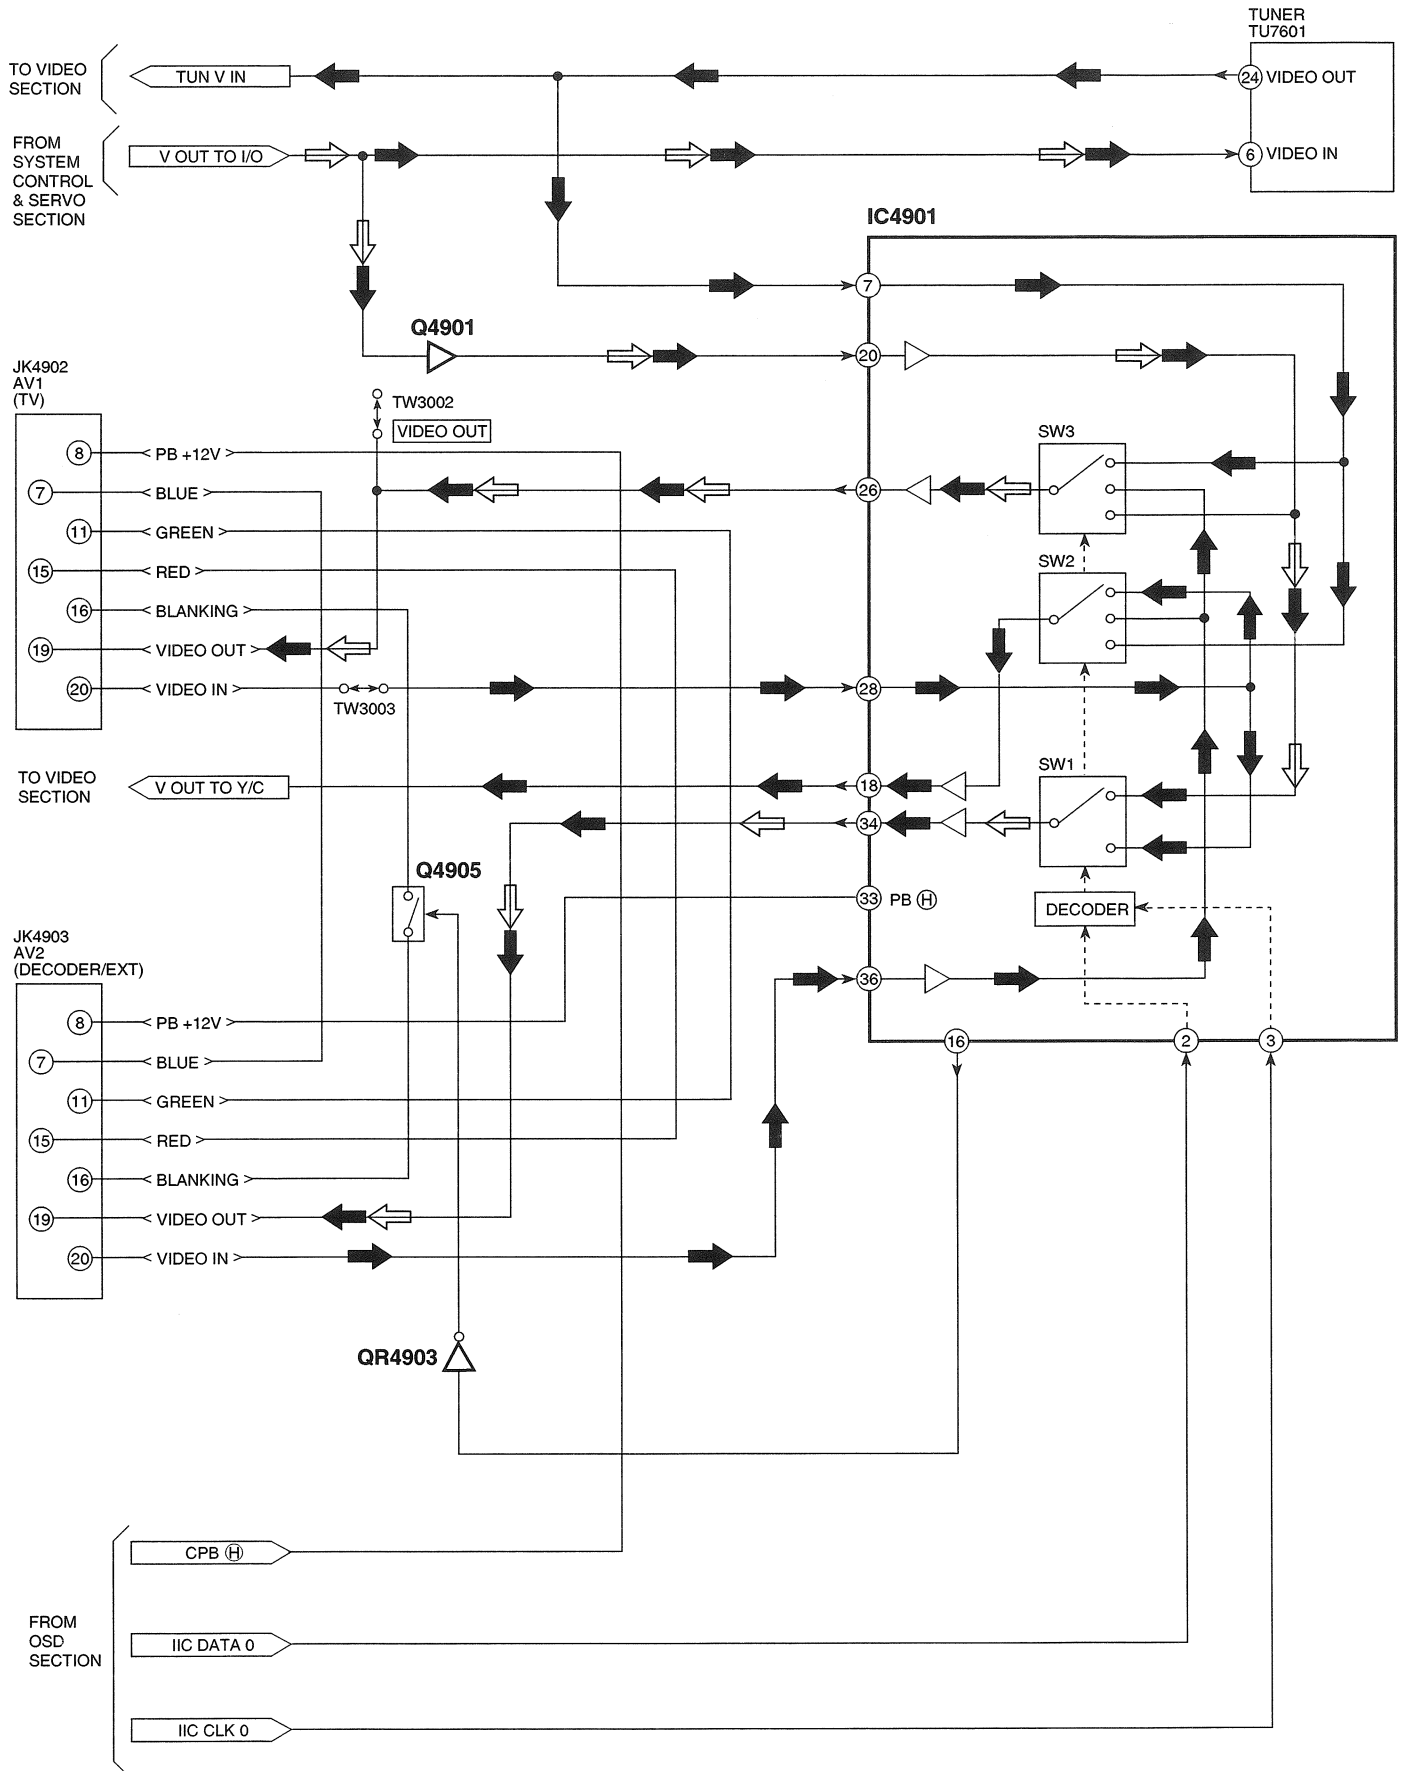 TUNER
TU7601
TO VIDEO
SECTION
TUN V IN
24 VIDEO OUT
FROM
SYSTEM
CONTROL
& SERVO
SECTION
V OUT TO I/O
6 VIDEO IN
IC4901
7
Q4901
20
JK4902
AV1
(TV)
TW3002
VIDEO OUT
8 < PB +12V >
7 < BLUE >
11 < GREEN >
15 < RED >
16 < BLANKING >
19 < VIDEO OUT >
20 < VIDEO IN >
TW3003
SW3
26
SW2
28
TO VIDEO
SECTION
V OUT TO Y/C
18
SW1
34
Q4905
33 PB H
DECODER
36
16
2
3
JK4903
AV2
(DECODER/EXT)
8 < PB +12V >
7 < BLUE >
11 < GREEN >
15 < RED >
16 < BLANKING >
19 < VIDEO OUT >
20 < VIDEO IN >
QR4903
FROM
OSD
SECTION
CPB H
IIC DATA 0
IIC CLK 0